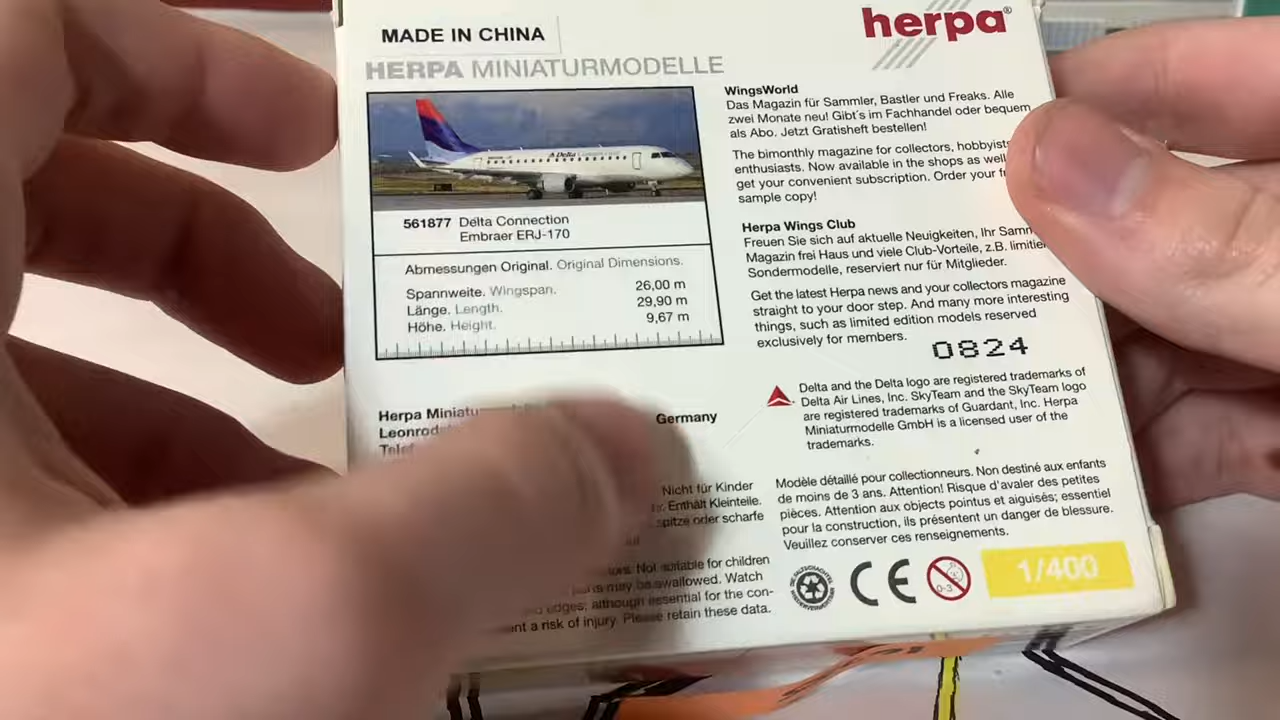 MADE IN CHINA
herpa®
HERPA MINIATURMODELLE
Delta
561877 Delta Connection
Embraer ERJ-170
Abmessungen Original. Original Dimensions.
Spannweite. Wingspan. 26,00 m
Länge. Length. 29,90 m
Höhe. Height. 9,67 m
WingsWorld
Das Magazin für Sammler, Bastler und Freaks. Alle
zwei Monate neu! Gibt´s im Fachhandel oder bequem
als Abo. Jetzt Gratisheft bestellen!
The bimonthly magazine for collectors, hobbyists
enthusiasts. Now available in the shops as well
get your convenient subscription. Order your
sample copy!
Herpa Wings Club
Freuen Sie sich auf aktuelle Neuigkeiten, Ihr
Magazin frei Haus und viele Club-Vorteile, z.B.
Sondermodelle, reserviert nur für Mitglieder.
Get the latest Herpa news and your collectors magazine
straight to your door step. And many more interesting
things, such as limited edition models reserved
exclusively for members.
0824
Delta and the Delta logo are registered trademarks of
Delta Air Lines, Inc. SkyTeam and the SkyTeam logo
are registered trademarks of Guardant, Inc. Herpa
Miniaturmodelle GmbH is a licensed user of the
trademarks.
Herpa Germany
Nicht für Kinder
Enthält Kleinteile.
spitze oder scharfe
Not suitable for children
may be swallowed. Watch
edges; although essential for the con-
a risk of injury. Please retain these data.
Modèle détaillé pour collectionneurs. Non destiné aux enfants
de moins de 3 ans. Attention! Risque d'avaler des petites
pièces. Attention aux objects pointus et aiguisés; essentiel
pour la construction, ils présentent un danger de blessure.
Veuillez conserver ces renseignements.
CE
0-3
1/400